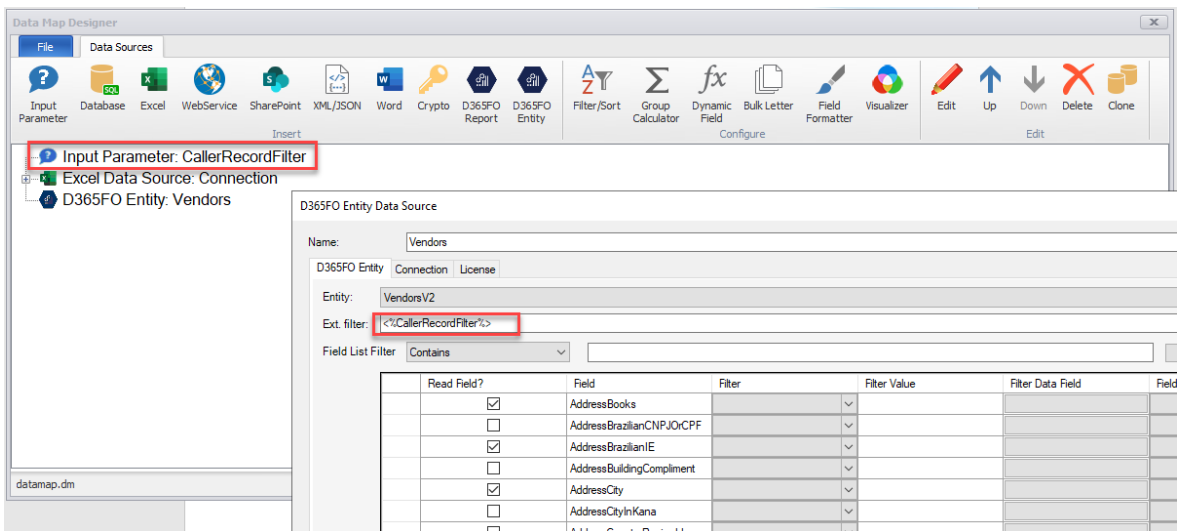 Data Map Designer
File
Data Sources
Input Parameter
Database
SQL
Excel
WebService
SharePoint
XML/JSON
Word
Crypto
D365FO Report
D365FO Entity
Filter/Sort
Group Calculator
Dynamic Field
Bulk Letter
Field Formatter
Visualizer
Edit
Up
Down
Delete
Clone
Insert
Configure
Edit
Input Parameter: CallerRecordFilter
Excel Data Source: Connection
D365FO Entity: Vendors
D365FO Entity Data Source
Name:
Vendors
D365FO Entity
Connection
License
Entity:
VendorsV2
Ext. filter:
<%CallerRecordFilter%>
Field List Filter
Contains
Read Field?
Field
Filter
Filter Value
Filter Data Field
Field
AddressBooks
AddressBrazilianCNPJOrCPF
AddressBrazilianIE
AddressBuildingCompliment
AddressCity
AddressCityInKana
datamap.dm